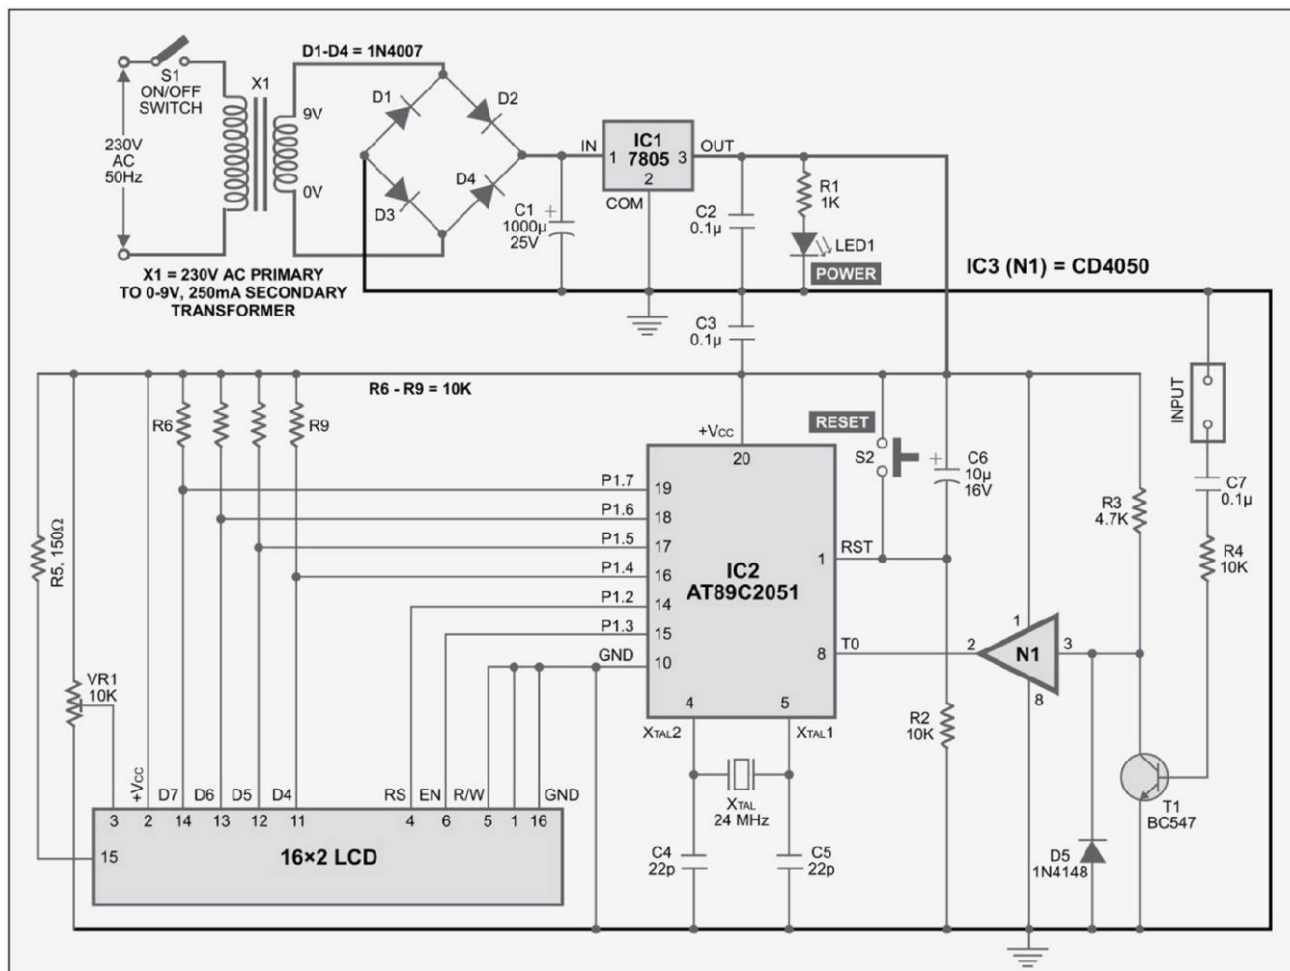 D1-D4 = 1N4007
S1
ON/OFF
SWITCH
X1
9V
0V
230V
AC
50Hz
D1
D2
D3
D4
X1 = 230V AC PRIMARY
TO 0-9V, 250mA SECONDARY
TRANSFORMER
C1
1000µ
25V
+
IN
IC1
1 7805 3
2
OUT
COM
C2
0.1µ
R1
1K
LED1
POWER
IC3 (N1) = CD4050
C3
0.1µ
R6 - R9 = 10K
R6
R9
R5, 150Ω
VR1
10K
+VCC
20
RESET
S2
+
C6
10µ
16V
INPUT
C7
0.1µ
R3
4.7K
R4
10K
P1.7 19
P1.6 18
P1.5 17
P1.4 16
P1.2 14
P1.3 15
GND 10
IC2
AT89C2051
1 RST
8 T0
4
5
XTAL2
XTAL1
XTAL
24 MHz
C4
22p
C5
22p
R2
10K
1
2 N1 3
8
T1
BC547
D5
1N4148
+VCC
D7 D6 D5 D4 RS EN R/W GND
3 2 14 13 12 11 4 6 5 1 16
15
16×2 LCD